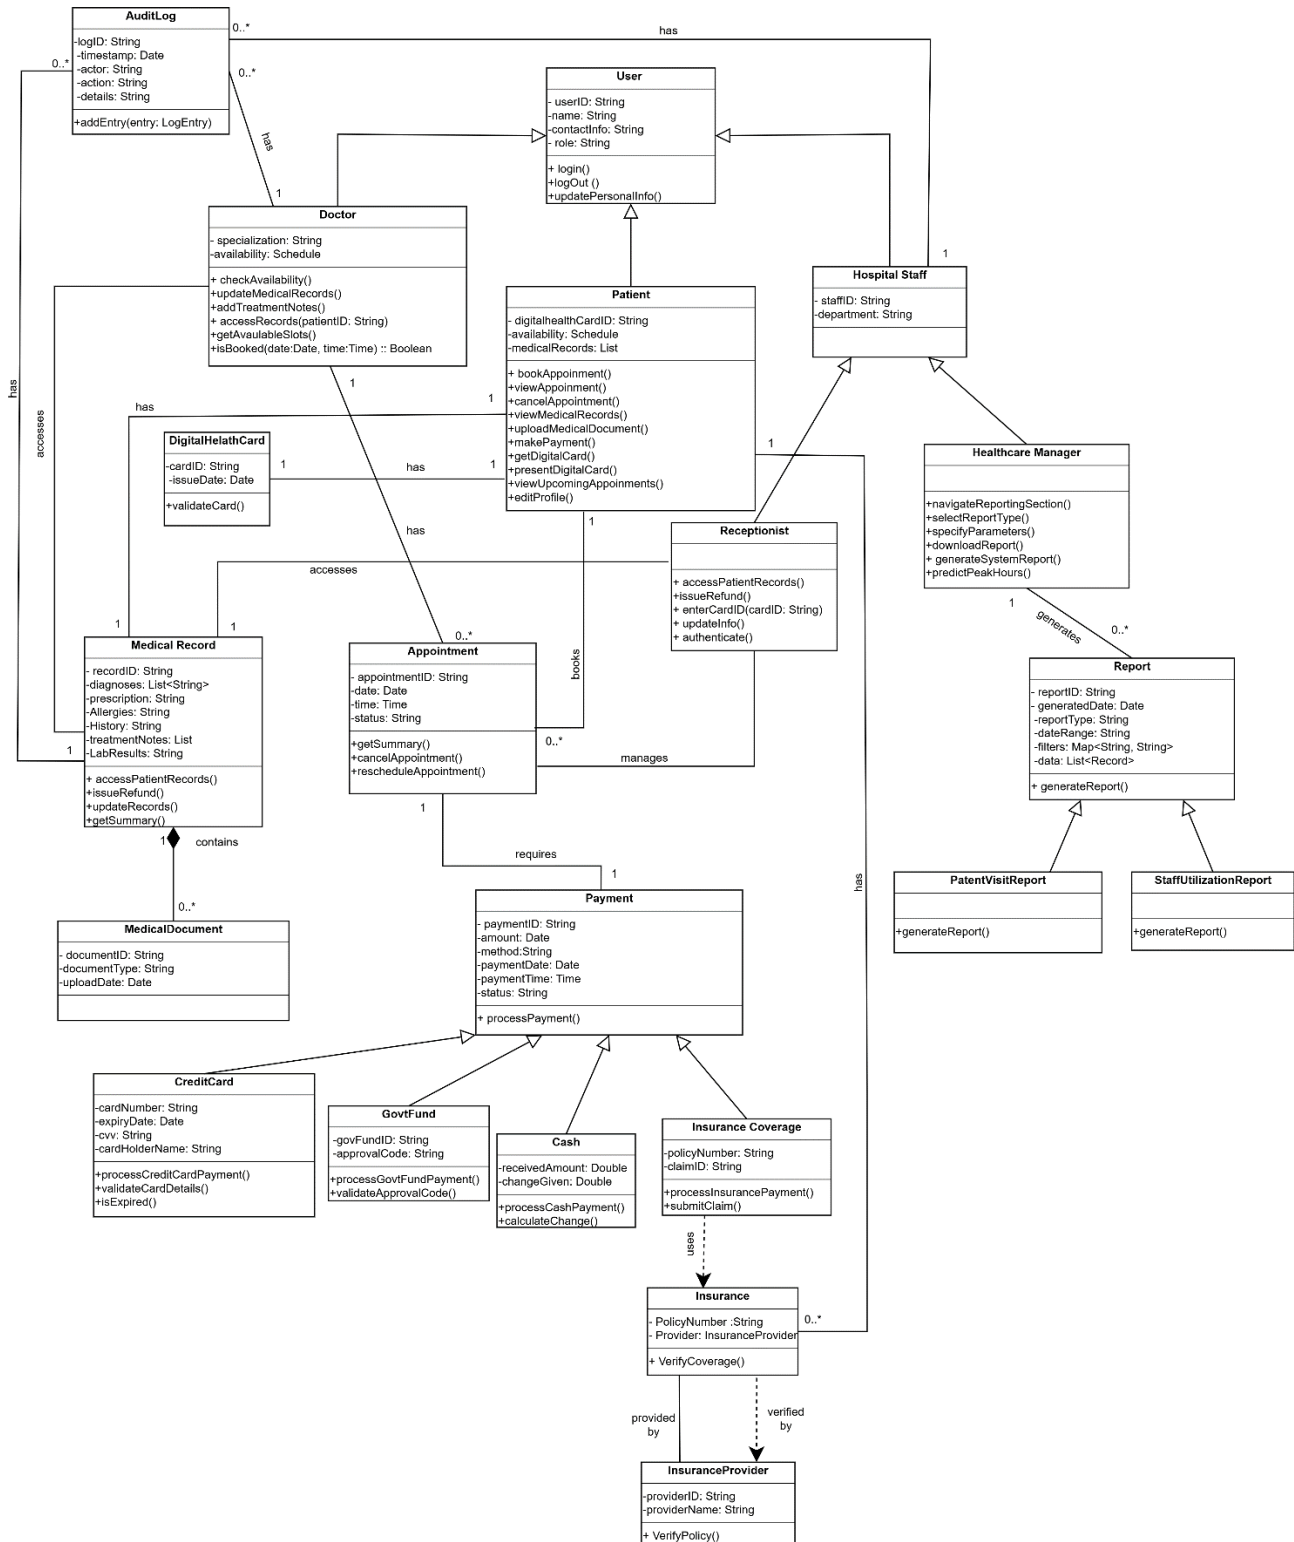 AuditLog
-logID: String
-timestamp: Date
-actor: String
-action: String
-details: String
+addEntry(entry: LogEntry)
0..*
has
0..*
0..*
has
1
1
User
- userID: String
-name: String
-contactInfo: String
- role: String
+ login()
+logOut ()
+updatePersonalInfo()
Doctor
- specialization: String
-availability: Schedule
+ checkAvailability()
+updateMedicalRecords()
+addTreatmentNotes()
+ accessRecords(patientID: String)
+getAvaulableSlots()
+isBooked(date:Date, time:Time) :: Boolean
Hospital Staff
- staffID: String
-department: String
Patient
- digitalhealthCardID: String
-availability: Schedule
-medicalRecords: List
+ bookAppoinment()
+viewAppoinment()
+cancelAppointment()
+viewMedicalRecords()
+uploadMedicalDocument()
+makePayment()
+getDigitalCard()
+presentDigitalCard()
+viewUpcomingAppoinments()
+editProfile()
has
accesses
1
has
1
DigitalHelathCard
-cardID: String
-issueDate: Date
+validateCard()
1
has
1
1
has
1
Healthcare Manager
+navigateReportingSection()
+selectReportType()
+specifyParameters()
+downloadReport()
+ generateSystemReport()
+predictPeakHours()
Receptionist
+ accessPatientRecords()
+issueRefund()
+ enterCardID(cardID: String)
+ updateInfo()
+ authenticate()
accesses
1
1
0..*
1
generates
0..*
Medical Record
- recordID: String
-diagnoses: List<String>
-prescription: String
-Allergies: String
-History: String
-treatmentNotes: List
-LabResults: String
+ accessPatientRecords()
+issueRefund()
+updateRecords()
+getSummary()
1
Appointment
- appointmentID: String
-date: Date
-time: Time
-status: String
+getSummary()
+cancelAppointment()
+rescheduleAppointment()
books
0..*
manages
Report
- reportID: String
- generatedDate: Date
-reportType: String
-dateRange: String
-filters: Map<String, String>
-data: List<Record>
+ generateReport()
1
contains
0..*
1
requires
1
has
PatentVisitReport
+generateReport()
StaffUtilizationReport
+generateReport()
MedicalDocument
- documentID: String
-documentType: String
-uploadDate: Date
Payment
- paymentID: String
-amount: Date
-method:String
-paymentDate: Date
-paymentTime: Time
-status: String
+ processPayment()
CreditCard
-cardNumber: String
-expiryDate: Date
-cvv: String
-cardHolderName: String
+processCreditCardPayment()
+validateCardDetails()
+isExpired()
GovtFund
-govFundID: String
-approvalCode: String
+processGovtFundPayment()
+validateApprovalCode()
Cash
-receivedAmount: Double
-changeGiven: Double
+processCashPayment()
+calculateChange()
Insurance Coverage
-policyNumber: String
-claimID: String
+processInsurancePayment()
+submitClaim()
uses
Insurance
- PolicyNumber :String
- Provider: InsuranceProvider
+ VerifyCoverage()
0..*
provided
by
verified
by
InsuranceProvider
-providerID: String
-providerName: String
+ VerifyPolicy()